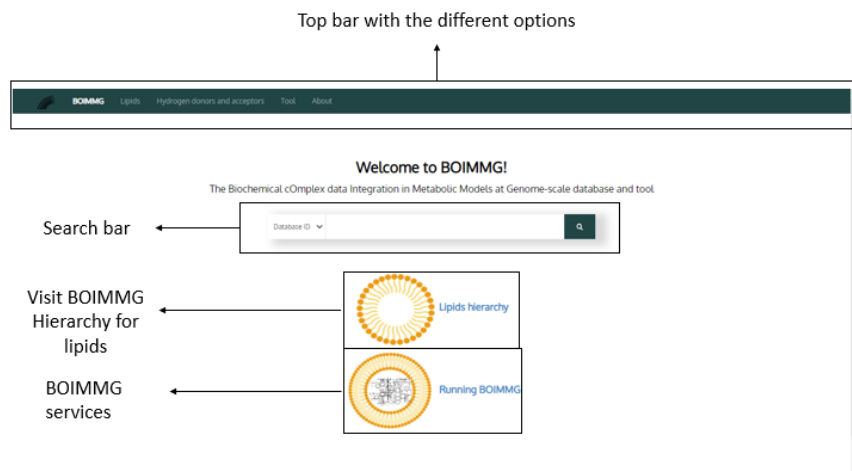 Top bar with the different options
BOIMMG Lipids Hydrogen donors and acceptors Tool About
Welcome to BOIMMG!
The Biochemical cOmplex data Integration in Metabolic Models at Genome-scale database and tool
Search bar
Database ID
Visit BOIMMG
Hierarchy for
lipids
Lipids hierarchy
BOIMMG
services
Running BOIMMG